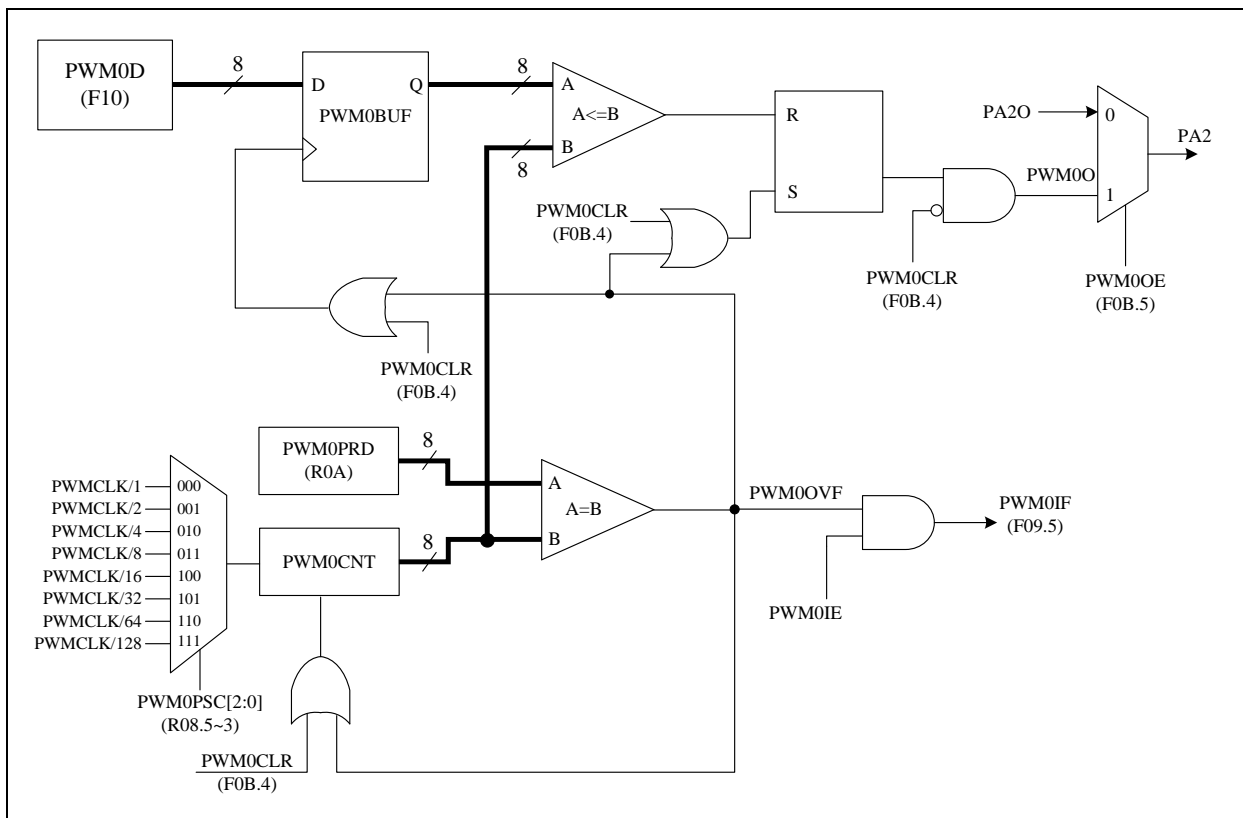 PWM0D
(F10)
8
D
Q
PWM0BUF
8
A
A<=B
B
8
R
S
PWM0CLR
(F0B.4)
PA2O
0
PA2
PWM0O
1
PWM0CLR
(F0B.4)
PWM0OE
(F0B.5)
PWM0CLR
(F0B.4)
PWM0PRD
(R0A)
8
A
A=B
B
PWM0OVF
PWM0IF
(F09.5)
PWM0IE
PWMCLK/1 000
PWMCLK/2 001
PWMCLK/4 010
PWMCLK/8 011
PWMCLK/16 100
PWMCLK/32 101
PWMCLK/64 110
PWMCLK/128 111
PWM0CNT
8
PWM0PSC[2:0]
(R08.5~3)
PWM0CLR
(F0B.4)